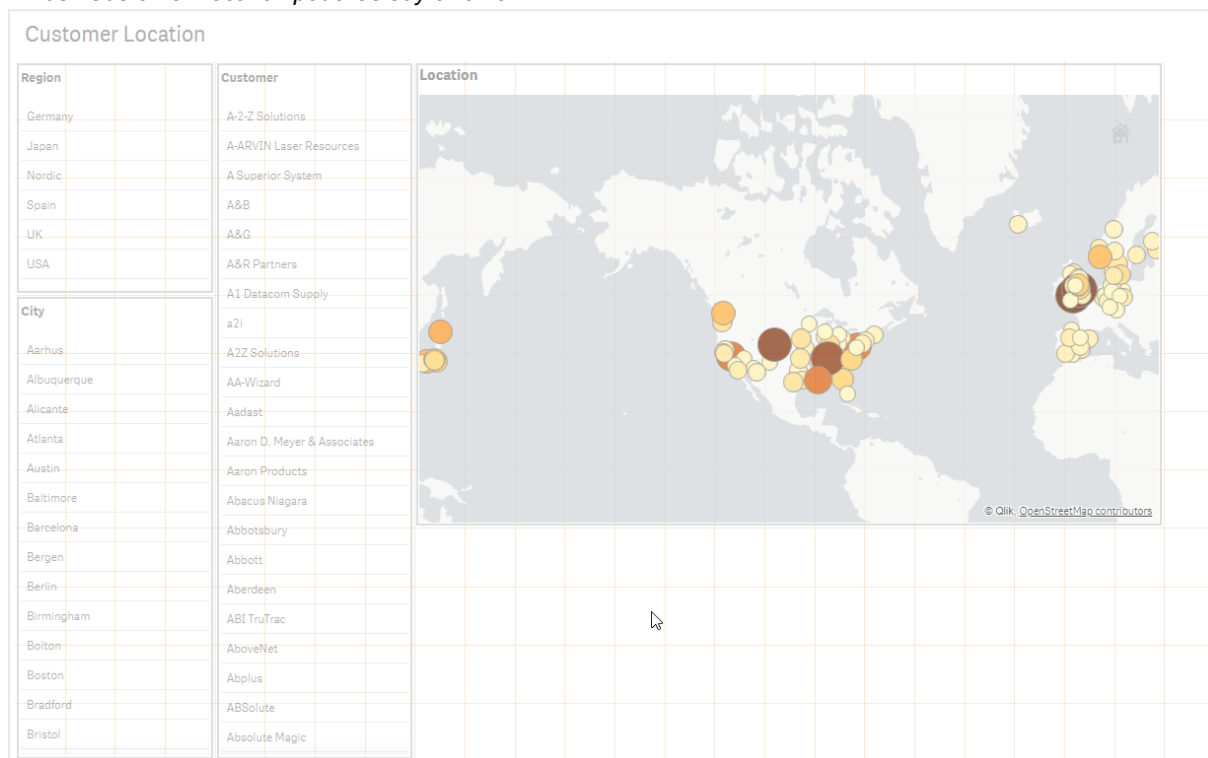 Customer Location
Region
Germany
Japan
Nordic
Spain
UK
USA
City
Aarhus
Albuquerque
Alicante
Atlanta
Austin
Baltimore
Barcelona
Bergen
Berlin
Birmingham
Bolton
Boston
Bradford
Bristol
Customer
A-2-Z Solutions
A-ARVIN Laser Resources
A Superior System
A&B
A&G
A&R Partners
A1 Datacom Supply
a2i
A2Z Solutions
AA-Wizard
Aadast
Aaron D. Meyer & Associates
Aaron Products
Abacus Niagara
Abbotsbury
Abbott
Aberdeen
ABI TruTrac
AboveNet
Abplus
ABSolute
Absolute Magic
Location
© Qlik, OpenStreetMap contributors